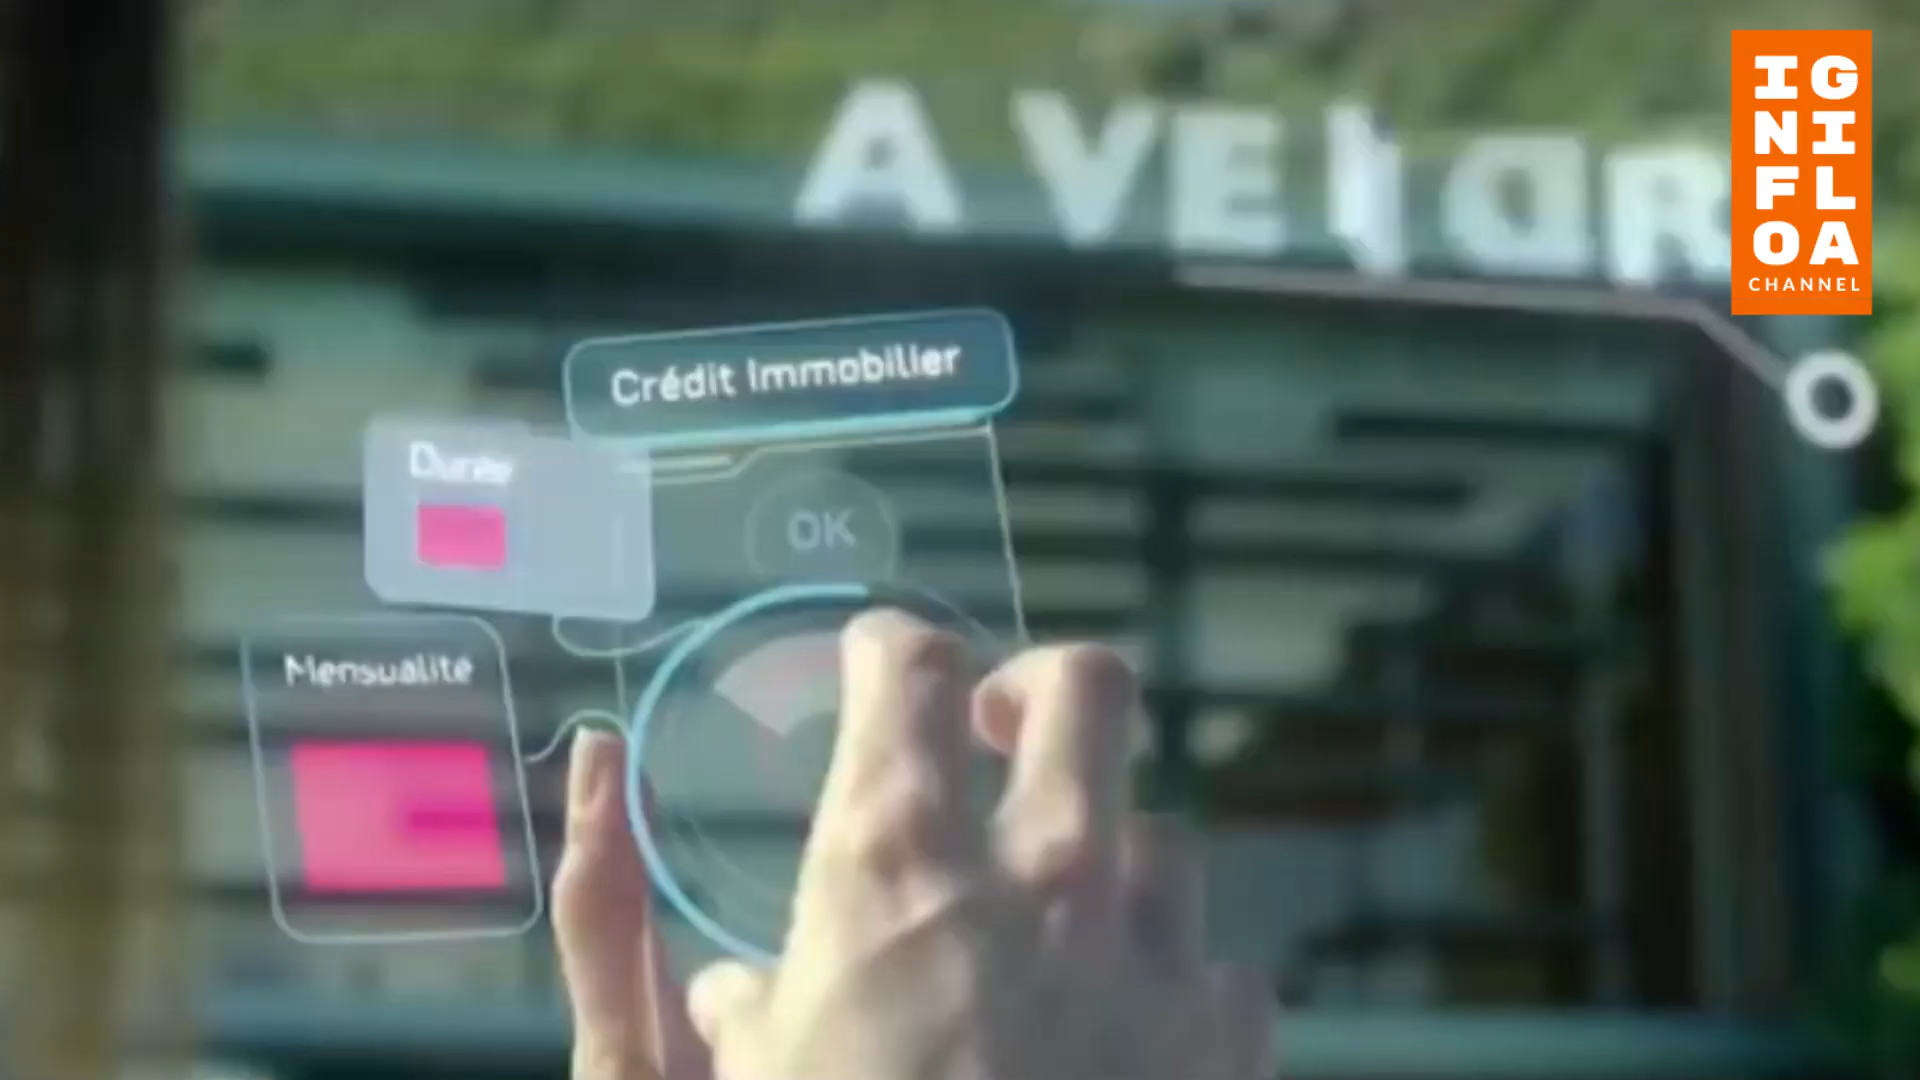 A VENDR
Crédit Immobilier
Durée
OK
Mensualité
IG
NI
FL
OA
CHANNEL